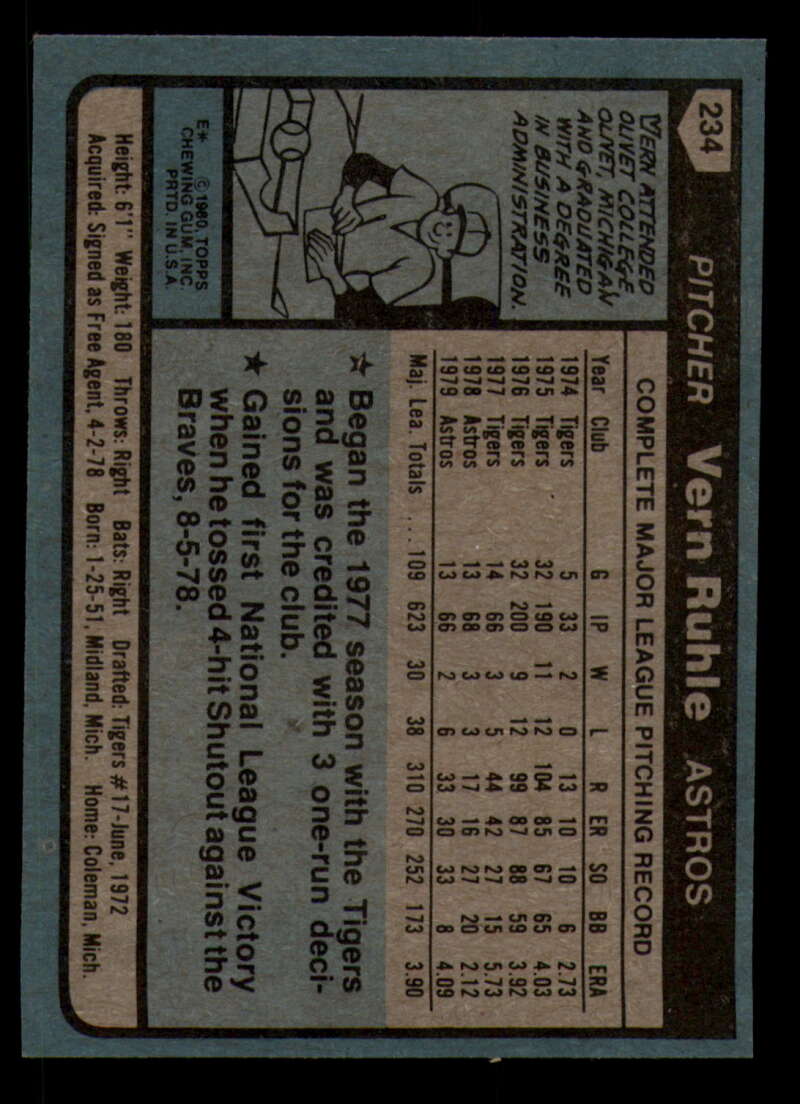 234
PITCHER Vern Ruhle ASTROS
VERN ATTENDED
OLIVET COLLEGE
OLIVET, MICHIGAN
AND GRADUATED
WITH A DEGREE
IN BUSINESS
ADMINISTRATION.
E* © 1980, TOPPS
CHEWING GUM, INC.
PRTD. IN U.S.A.
COMPLETE MAJOR LEAGUE PITCHING RECORD
Year Club G IP W L R ER SO BB ERA
1974 Tigers 5 33 2 0 13 10 10 6 2.73
1975 Tigers 32 190 11 12 104 85 67 65 4.03
1976 Tigers 32 200 9 12 99 87 88 59 3.92
1977 Tigers 14 66 3 5 44 42 27 15 5.73
1978 Astros 13 68 3 3 17 16 27 20 2.12
1979 Astros 13 66 2 6 33 30 33 8 4.09
Maj. Lea. Totals ... 109 623 30 38 310 270 252 173 3.90
★ Began the 1977 season with the Tigers
and was credited with 3 one-run deci-
sions for the club.
★ Gained first National League Victory
when he tossed 4-hit Shutout against the
Braves, 8-5-78.
Height: 6'1" Weight: 180 Throws: Right Bats: Right Drafted: Tigers #17-June, 1972
Acquired: Signed as Free Agent, 4-2-78 Born: 1-25-51, Midland, Mich. Home: Coleman, Mich.